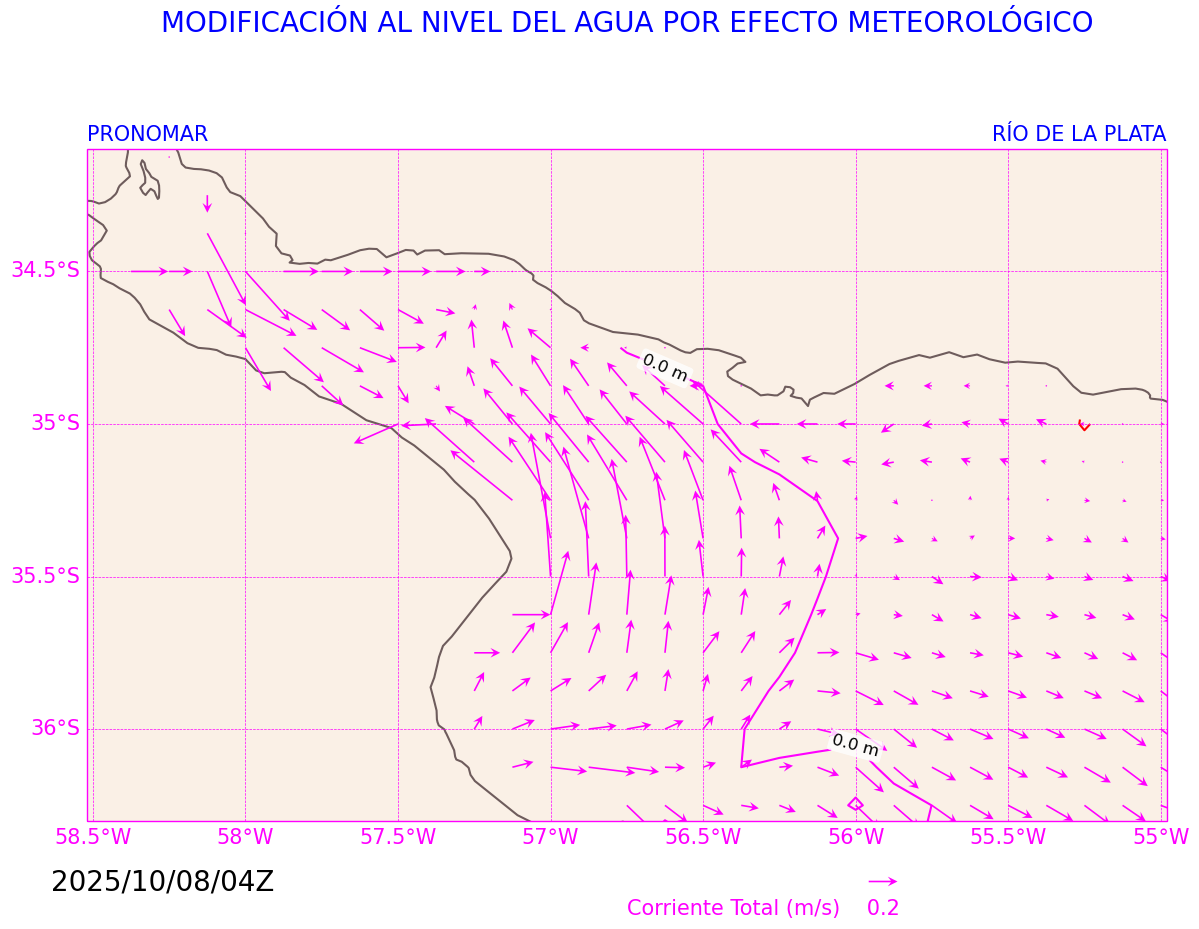 MODIFICACIÓN AL NIVEL DEL AGUA POR EFECTO METEOROLÓGICO
PRONOMAR
RÍO DE LA PLATA
34.5°S
0.0 m
35°S
35.5°S
36°S
0.0 m
58.5°W
58°W
57.5°W
57°W
56.5°W
56°W
55.5°W
55°W
2025/10/08/04Z
Corriente Total (m/s)
0.2